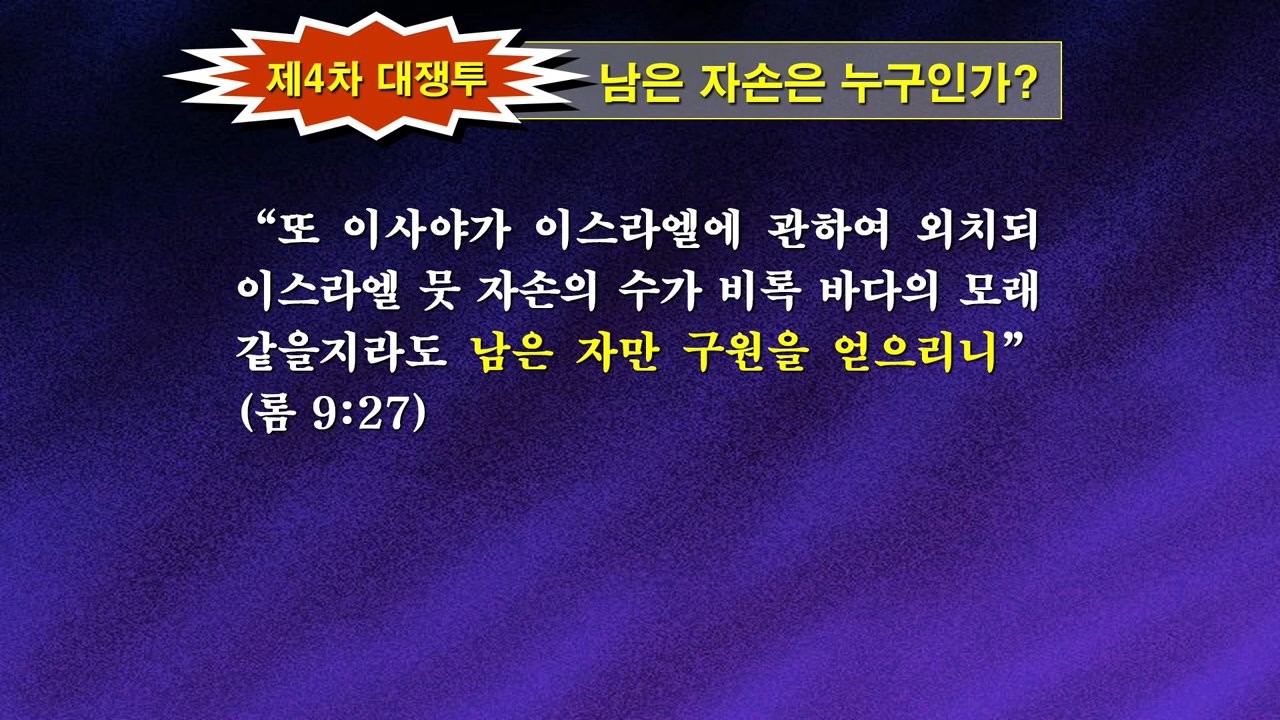 제4차 대쟁투
남은 자손은 누구인가?
“또 이사야가 이스라엘에 관하여 외치되
이스라엘 뭇 자손의 수가 비록 바다의 모래
같을지라도 남은 자만 구원을 얻으리니”
(롬 9:27)